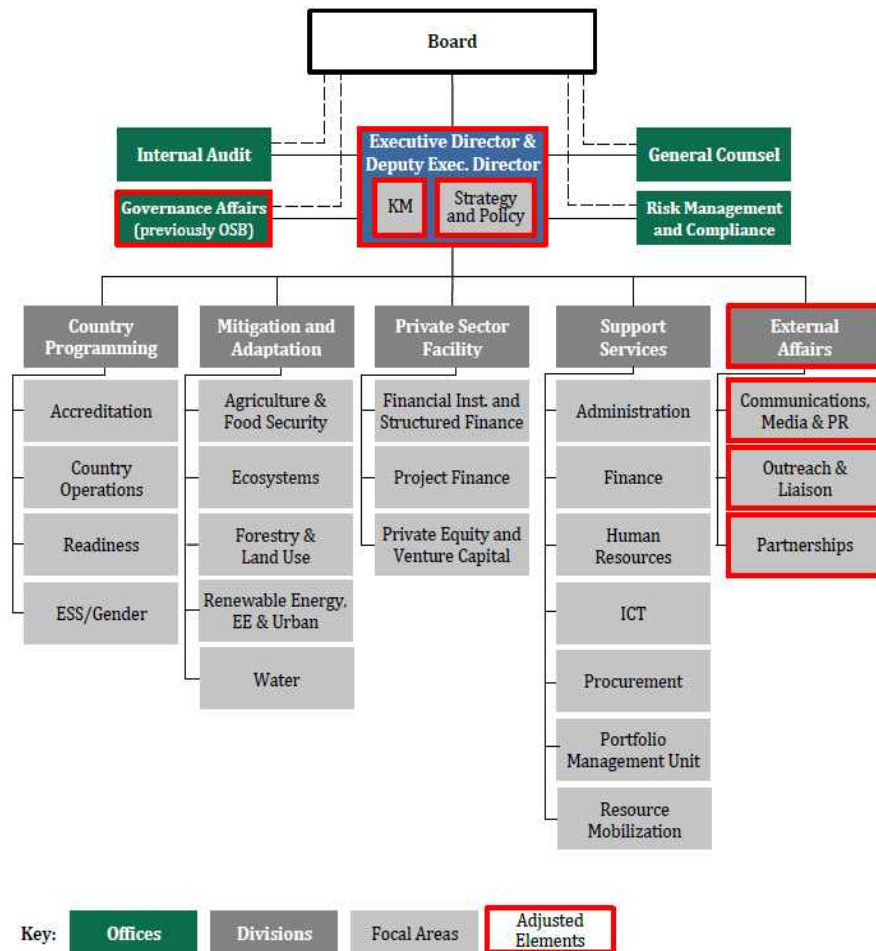 Board
Internal Audit
Executive Director &
Deputy Exec. Director
General Counsel
Governance Affairs
(previously OSB)
KM
Strategy
and Policy
Risk Management
and Compliance
Country
Programming
Mitigation and
Adaptation
Private Sector
Facility
Support
Services
External
Affairs
Accreditation
Country
Operations
Readiness
ESS/Gender
Agriculture &
Food Security
Ecosystems
Forestry &
Land Use
Renewable Energy,
EE & Urban
Water
Financial Inst. and
Structured Finance
Project Finance
Private Equity and
Venture Capital
Administration
Finance
Human
Resources
ICT
Procurement
Portfolio
Management Unit
Resource
Mobilization
Communications,
Media & PR
Outreach &
Liaison
Partnerships
Key:
Offices
Divisions
Focal Areas
Adjusted
Elements